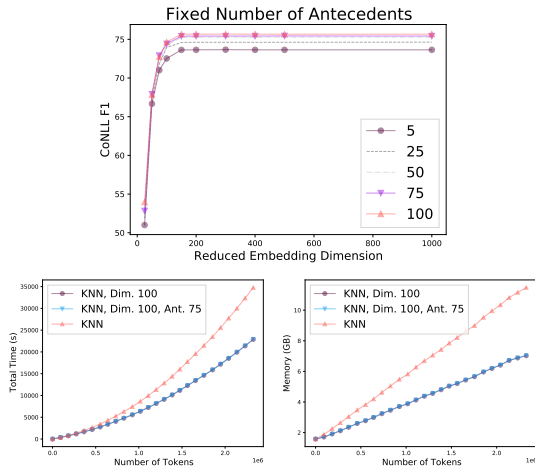 Fixed Number of Antecedents
CoNLL F1
75
70
65
60
55
50
5
25
50
75
100
0 200 400 600 800 1000
Reduced Embedding Dimension
Total Time (s)
35000
30000
25000
20000
15000
10000
5000
0
KNN, Dim. 100
KNN, Dim. 100, Ant. 75
KNN
0.0 0.5 1.0 1.5 2.0
1e6
Number of Tokens
Memory (GB)
10
8
6
4
2
KNN, Dim. 100
KNN, Dim. 100, Ant. 75
KNN
0.0 0.5 1.0 1.5 2.0
1e6
Number of Tokens